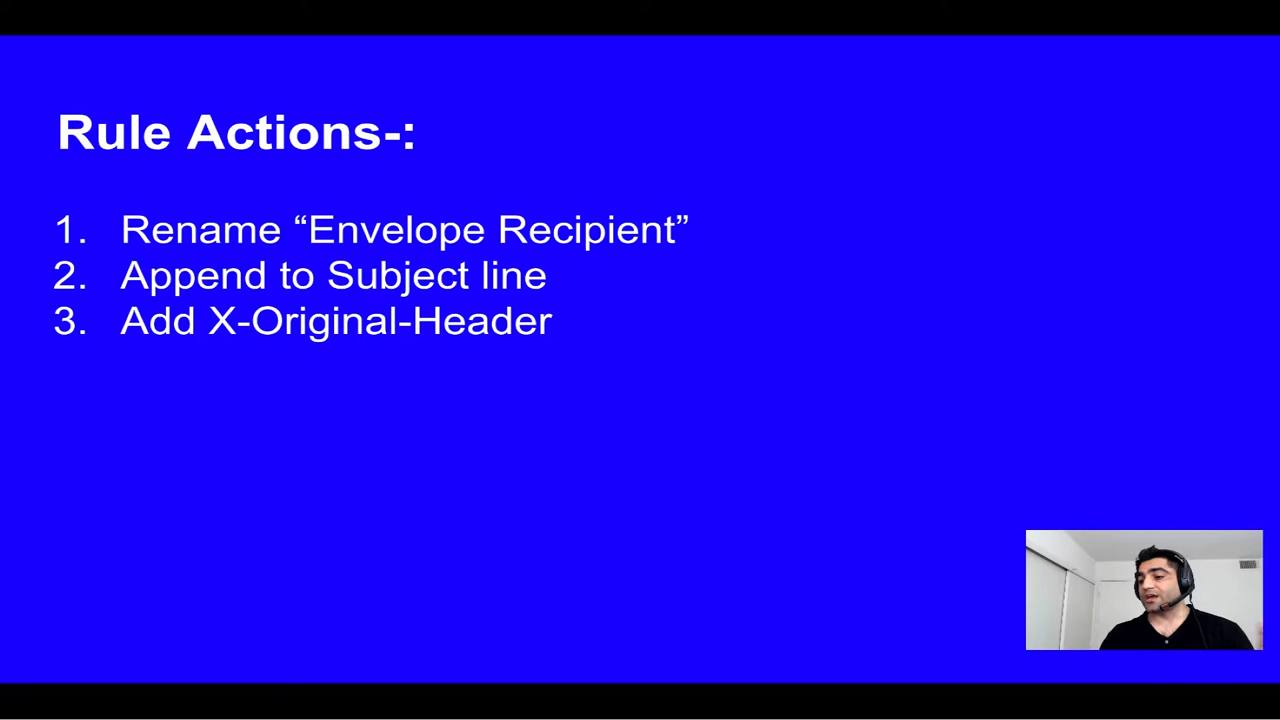 Rule Actions-:
1. Rename “Envelope Recipient”
2. Append to Subject line
3. Add X-Original-Header